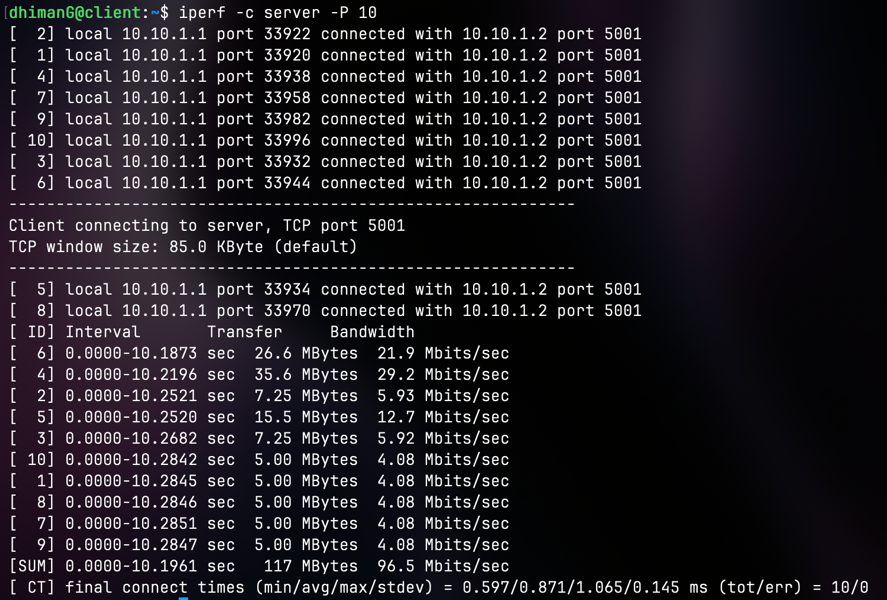 [dhimanG@client:~$ iperf -c server -P 10
[  2] local 10.10.1.1 port 33922 connected with 10.10.1.2 port 5001
[  1] local 10.10.1.1 port 33920 connected with 10.10.1.2 port 5001
[  4] local 10.10.1.1 port 33938 connected with 10.10.1.2 port 5001
[  7] local 10.10.1.1 port 33958 connected with 10.10.1.2 port 5001
[  9] local 10.10.1.1 port 33982 connected with 10.10.1.2 port 5001
[ 10] local 10.10.1.1 port 33996 connected with 10.10.1.2 port 5001
[  3] local 10.10.1.1 port 33932 connected with 10.10.1.2 port 5001
[  6] local 10.10.1.1 port 33944 connected with 10.10.1.2 port 5001
------------------------------------------------------------
Client connecting to server, TCP port 5001
TCP window size: 85.0 KByte (default)
------------------------------------------------------------
[  5] local 10.10.1.1 port 33934 connected with 10.10.1.2 port 5001
[  8] local 10.10.1.1 port 33970 connected with 10.10.1.2 port 5001
[ ID] Interval       Transfer     Bandwidth
[  6] 0.0000-10.1873 sec  26.6 MBytes  21.9 Mbits/sec
[  4] 0.0000-10.2196 sec  35.6 MBytes  29.2 Mbits/sec
[  2] 0.0000-10.2521 sec  7.25 MBytes  5.93 Mbits/sec
[  5] 0.0000-10.2520 sec  15.5 MBytes  12.7 Mbits/sec
[  3] 0.0000-10.2682 sec  7.25 MBytes  5.92 Mbits/sec
[ 10] 0.0000-10.2842 sec  5.00 MBytes  4.08 Mbits/sec
[  1] 0.0000-10.2845 sec  5.00 MBytes  4.08 Mbits/sec
[  8] 0.0000-10.2846 sec  5.00 MBytes  4.08 Mbits/sec
[  7] 0.0000-10.2851 sec  5.00 MBytes  4.08 Mbits/sec
[  9] 0.0000-10.2847 sec  5.00 MBytes  4.08 Mbits/sec
[SUM] 0.0000-10.1961 sec   117 MBytes  96.5 Mbits/sec
[ CT] final connect times (min/avg/max/stdev) = 0.597/0.871/1.065/0.145 ms (tot/err) = 10/0